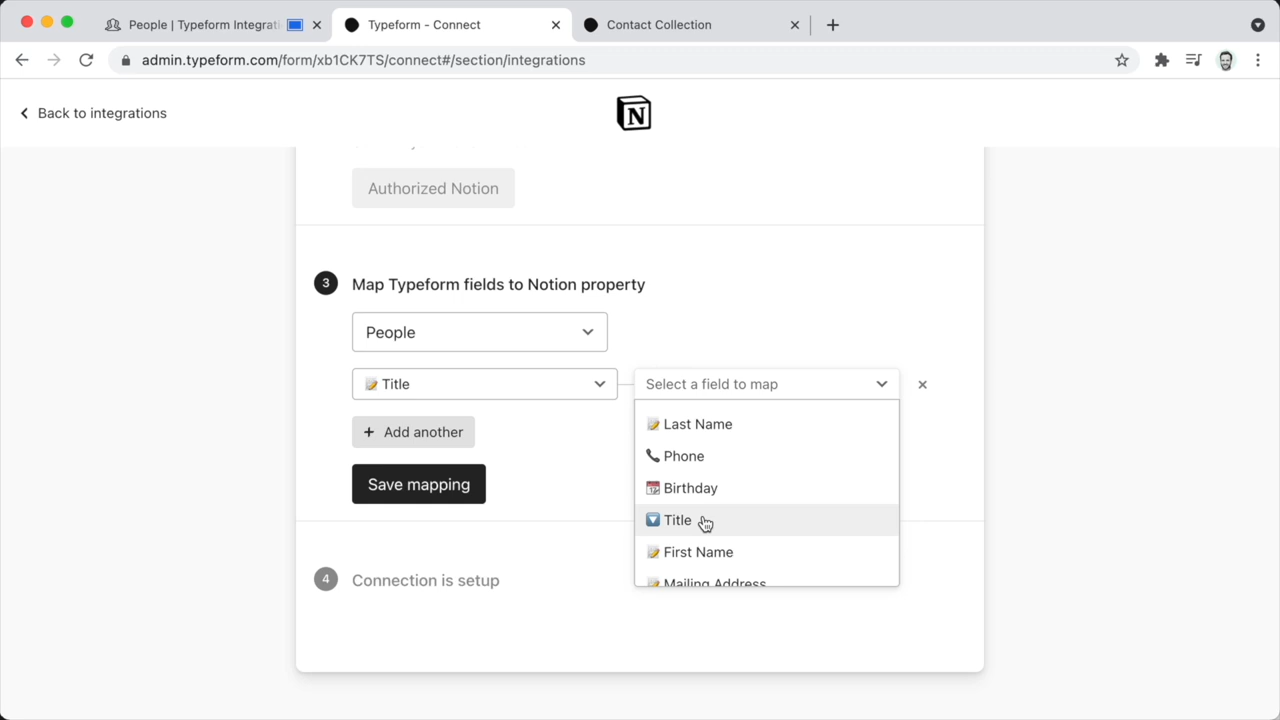 People | Typeform Integrati
Typeform - Connect
Contact Collection
admin.typeform.com/form/xb1CK7TS/connect#/section/integrations
Back to integrations
N
Authorized Notion
3 Map Typeform fields to Notion property
People
Title
Select a field to map
Last Name
+ Add another
Phone
Save mapping
Birthday
Title
First Name
Mailing Address
4 Connection is setup